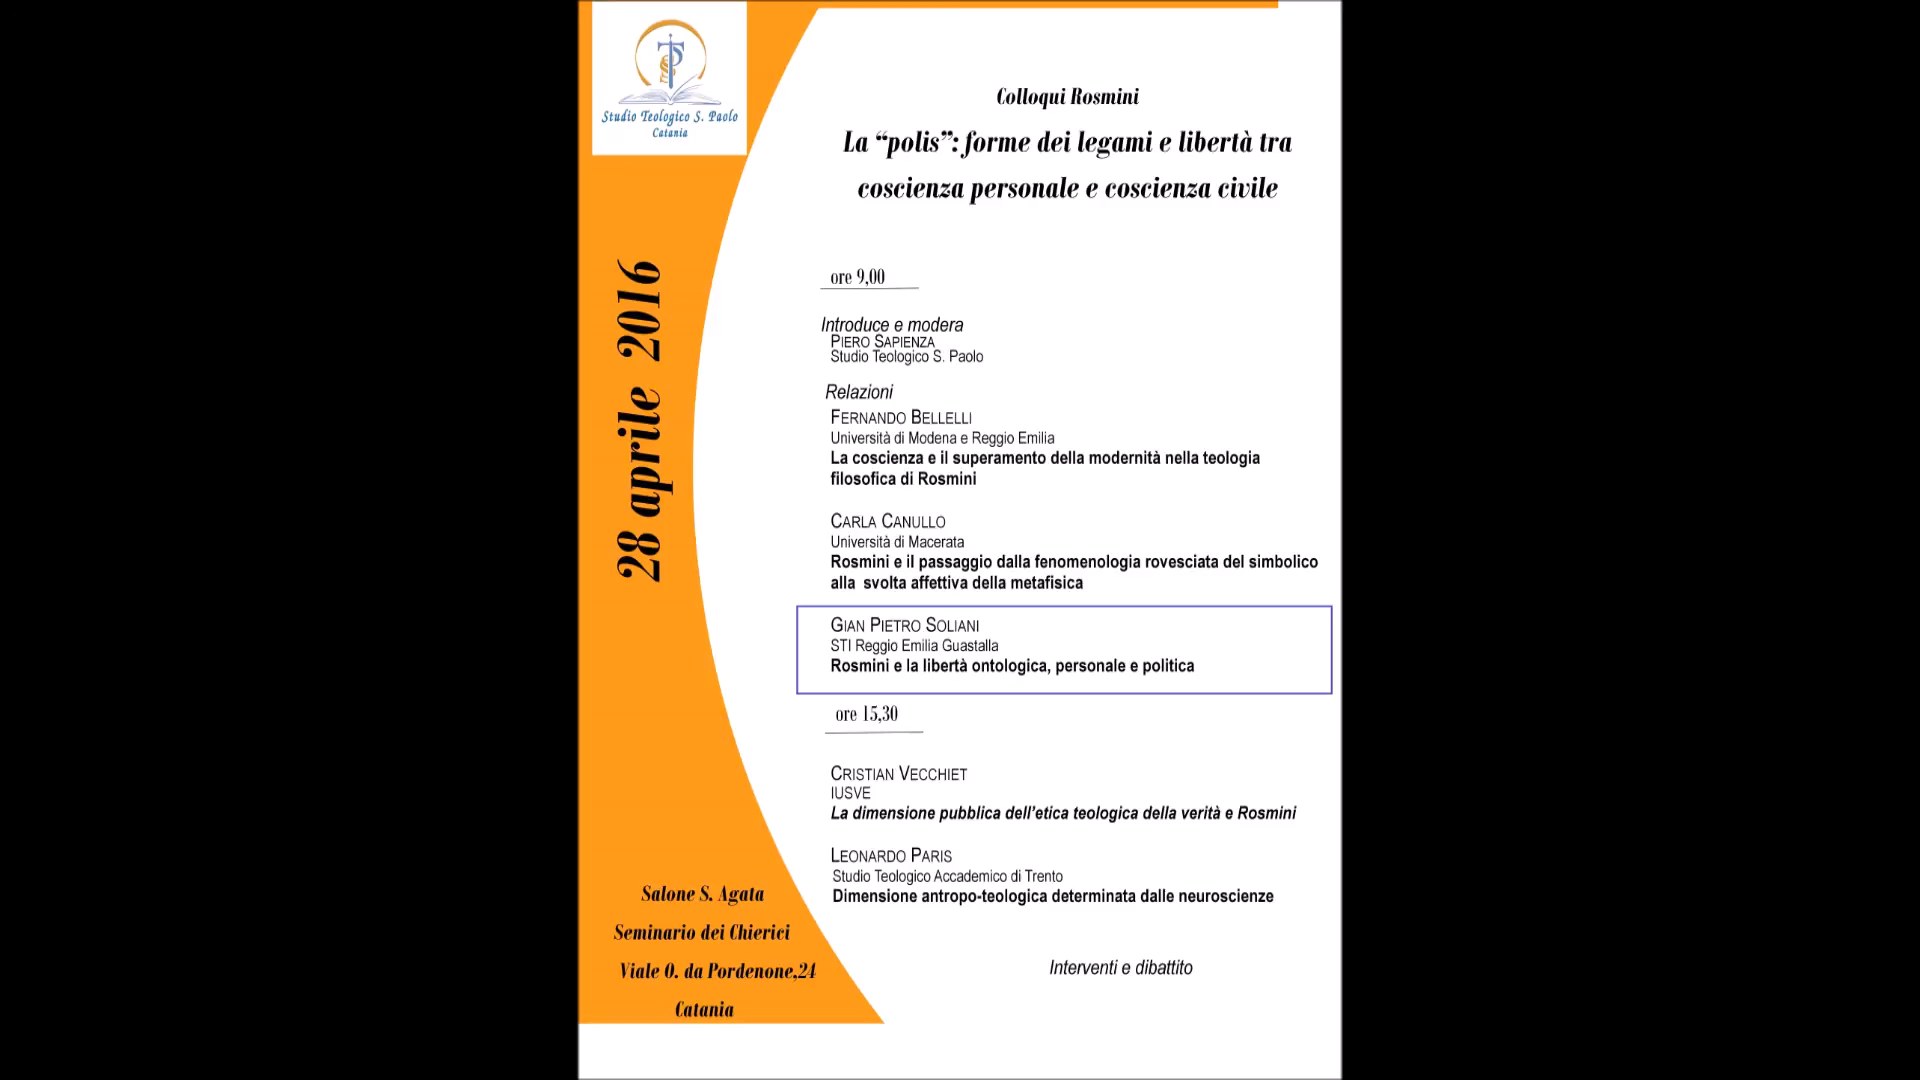 Studio Teologico S. Paolo
Catania
Colloqui Rosmini
La “polis”: forme dei legami e libertà tra
coscienza personale e coscienza civile
28 aprile 2016
ore 9,00
Introduce e modera
PIERO SAPIENZA
Studio Teologico S. Paolo
Relazioni
FERNANDO BELLELLI
Università di Modena e Reggio Emilia
La coscienza e il superamento della modernità nella teologia
filosofica di Rosmini
CARLA CANULLO
Università di Macerata
Rosmini e il passaggio dalla fenomenologia rovesciata del simbolico
alla svolta affettiva della metafisica
GIAN PIETRO SOLIANI
STI Reggio Emilia Guastalla
Rosmini e la libertà ontologica, personale e politica
ore 15,30
CRISTIAN VECCHIET
IUSVE
La dimensione pubblica dell’etica teologica della verità e Rosmini
LEONARDO PARIS
Studio Teologico Accademico di Trento
Dimensione antropo-teologica determinata dalle neuroscienze
Interventi e dibattito
Salone S. Agata
Seminario dei Chierici
Viale O. da Pordenone,24
Catania